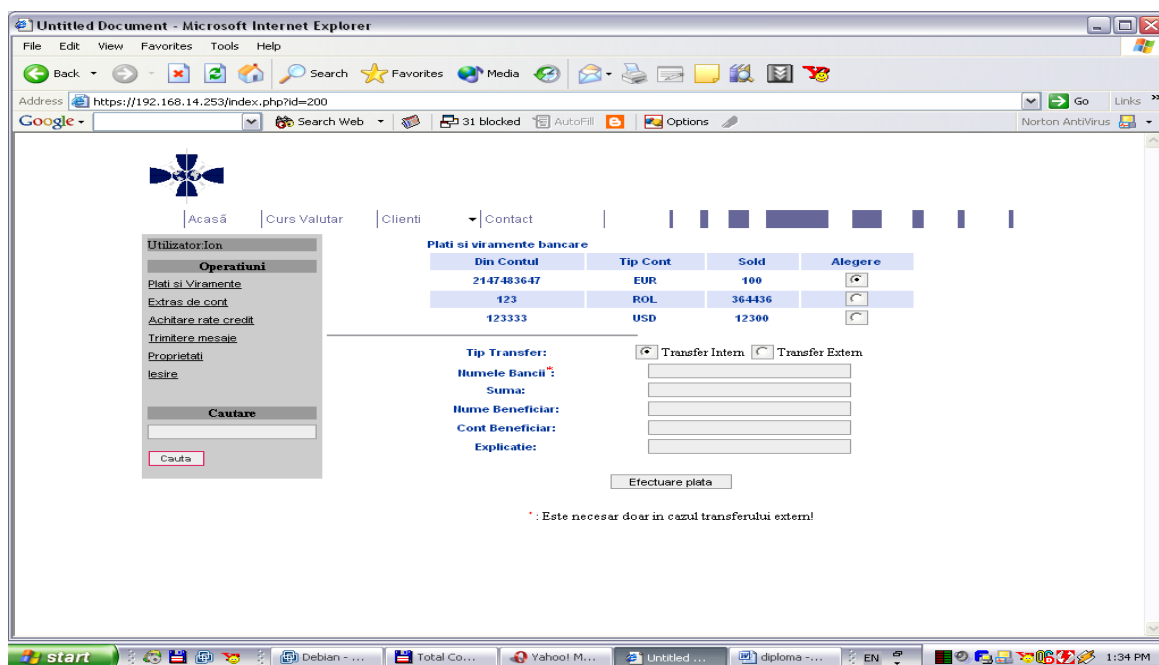 Untitled Document - Microsoft Internet Explorer
File Edit View Favorites Tools Help
Back Search Favorites Media
Address https://192.168.14.253/index.php?id=200 Go Links »
Google Search Web 31 blocked AutoFill Options Norton AntiVirus
Acasă Curs Valutar Clienti Contact
Utilizator:Ion
Operatiuni
Plati si Viramente
Extras de cont
Achitare rate credit
Trimitere mesaje
Proprietati
Iesire
Cautare
Cauta
Plati si viramente bancare
Din Contul Tip Cont Sold Alegere
2147483647 EUR 100
123 ROL 364436
123333 USD 12300
Tip Transfer: Transfer Intern Transfer Extern
Numele Bancii*:
Suma:
Nume Beneficiar:
Cont Beneficiar:
Explicatie:
Efectuare plata
* : Este necesar doar in cazul transferului extern!
start Debian - ... Total Co... Yahoo! M... Untitled ... diploma -... EN 1:34 PM